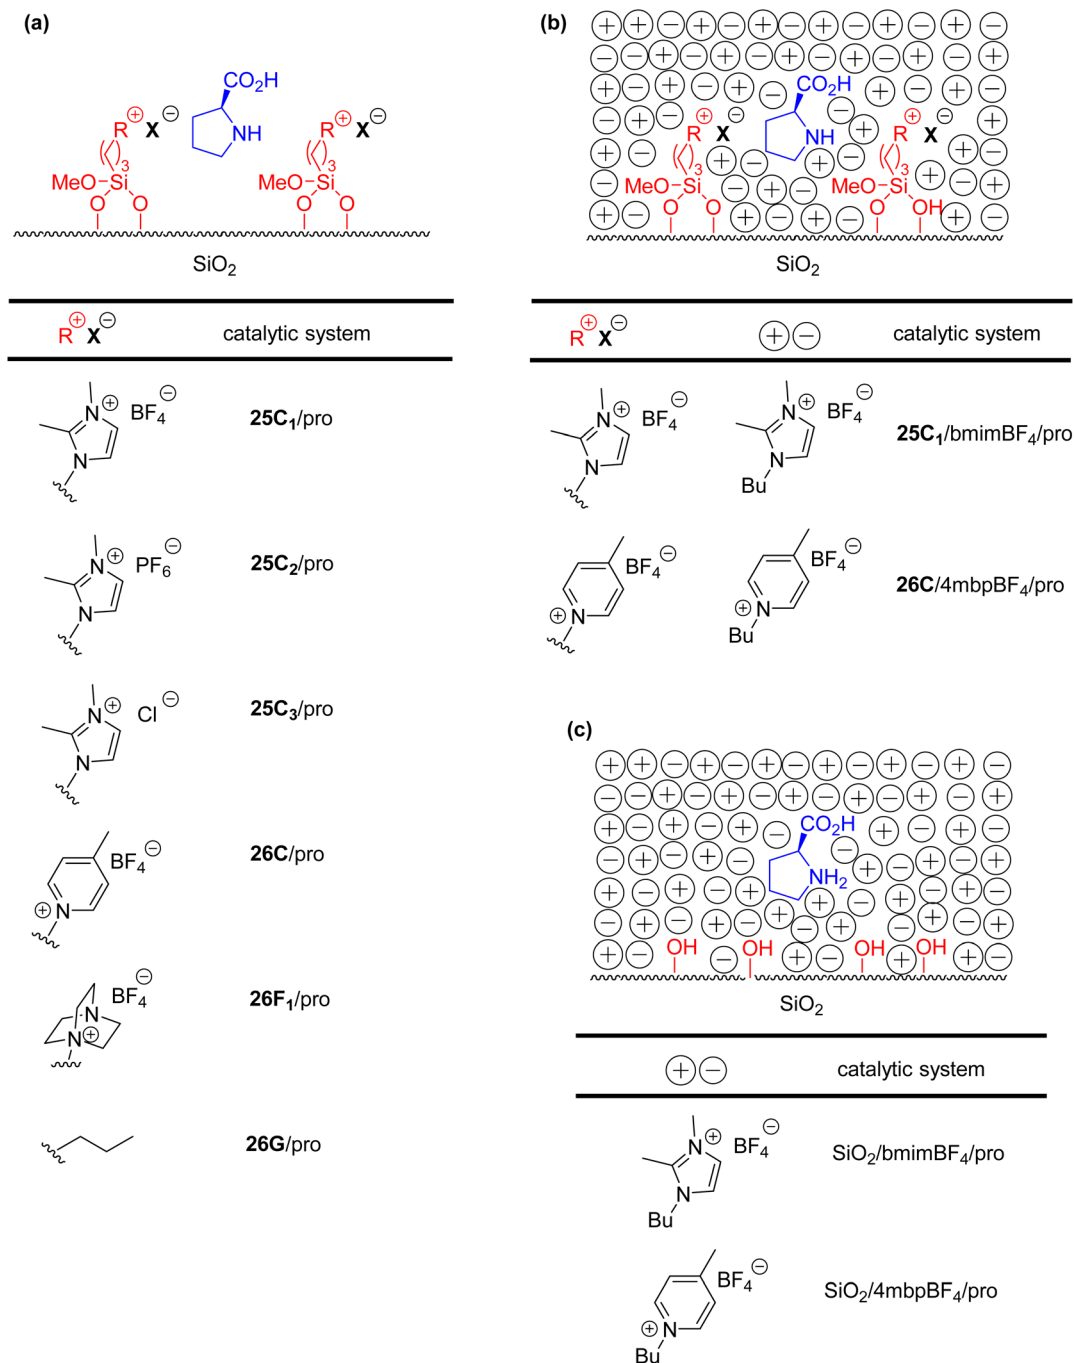 (a)
CO2H
NH
R⊕ X⊖
R⊕ X⊖
3
3
MeO Si
MeO Si
O O
O O
SiO2
R⊕X⊖ catalytic system
N⊕ BF4⊖
N
25C1/pro
N⊕ PF6⊖
N
25C2/pro
N⊕ Cl⊖
N
25C3/pro
BF4⊖
N⊕
26C/pro
BF4⊖
N
N⊕
26F1/pro
26G/pro
(b)
CO2H
NH
R⊕ X⊖
R⊕ X⊖
3
3
MeO Si
MeO Si
O O
O OH
SiO2
R⊕X⊖ ⊕⊖ catalytic system
N⊕ BF4⊖
N
N⊕ BF4⊖
N
Bu
25C1/bmimBF4/pro
BF4⊖
N⊕
BF4⊖
N⊕
Bu
26C/4mbpBF4/pro
(c)
CO2H
NH2
OH OH OH OH
SiO2
⊕⊖ catalytic system
N⊕ BF4⊖
N
Bu
SiO2/bmimBF4/pro
BF4⊖
N⊕
Bu
SiO2/4mbpBF4/pro